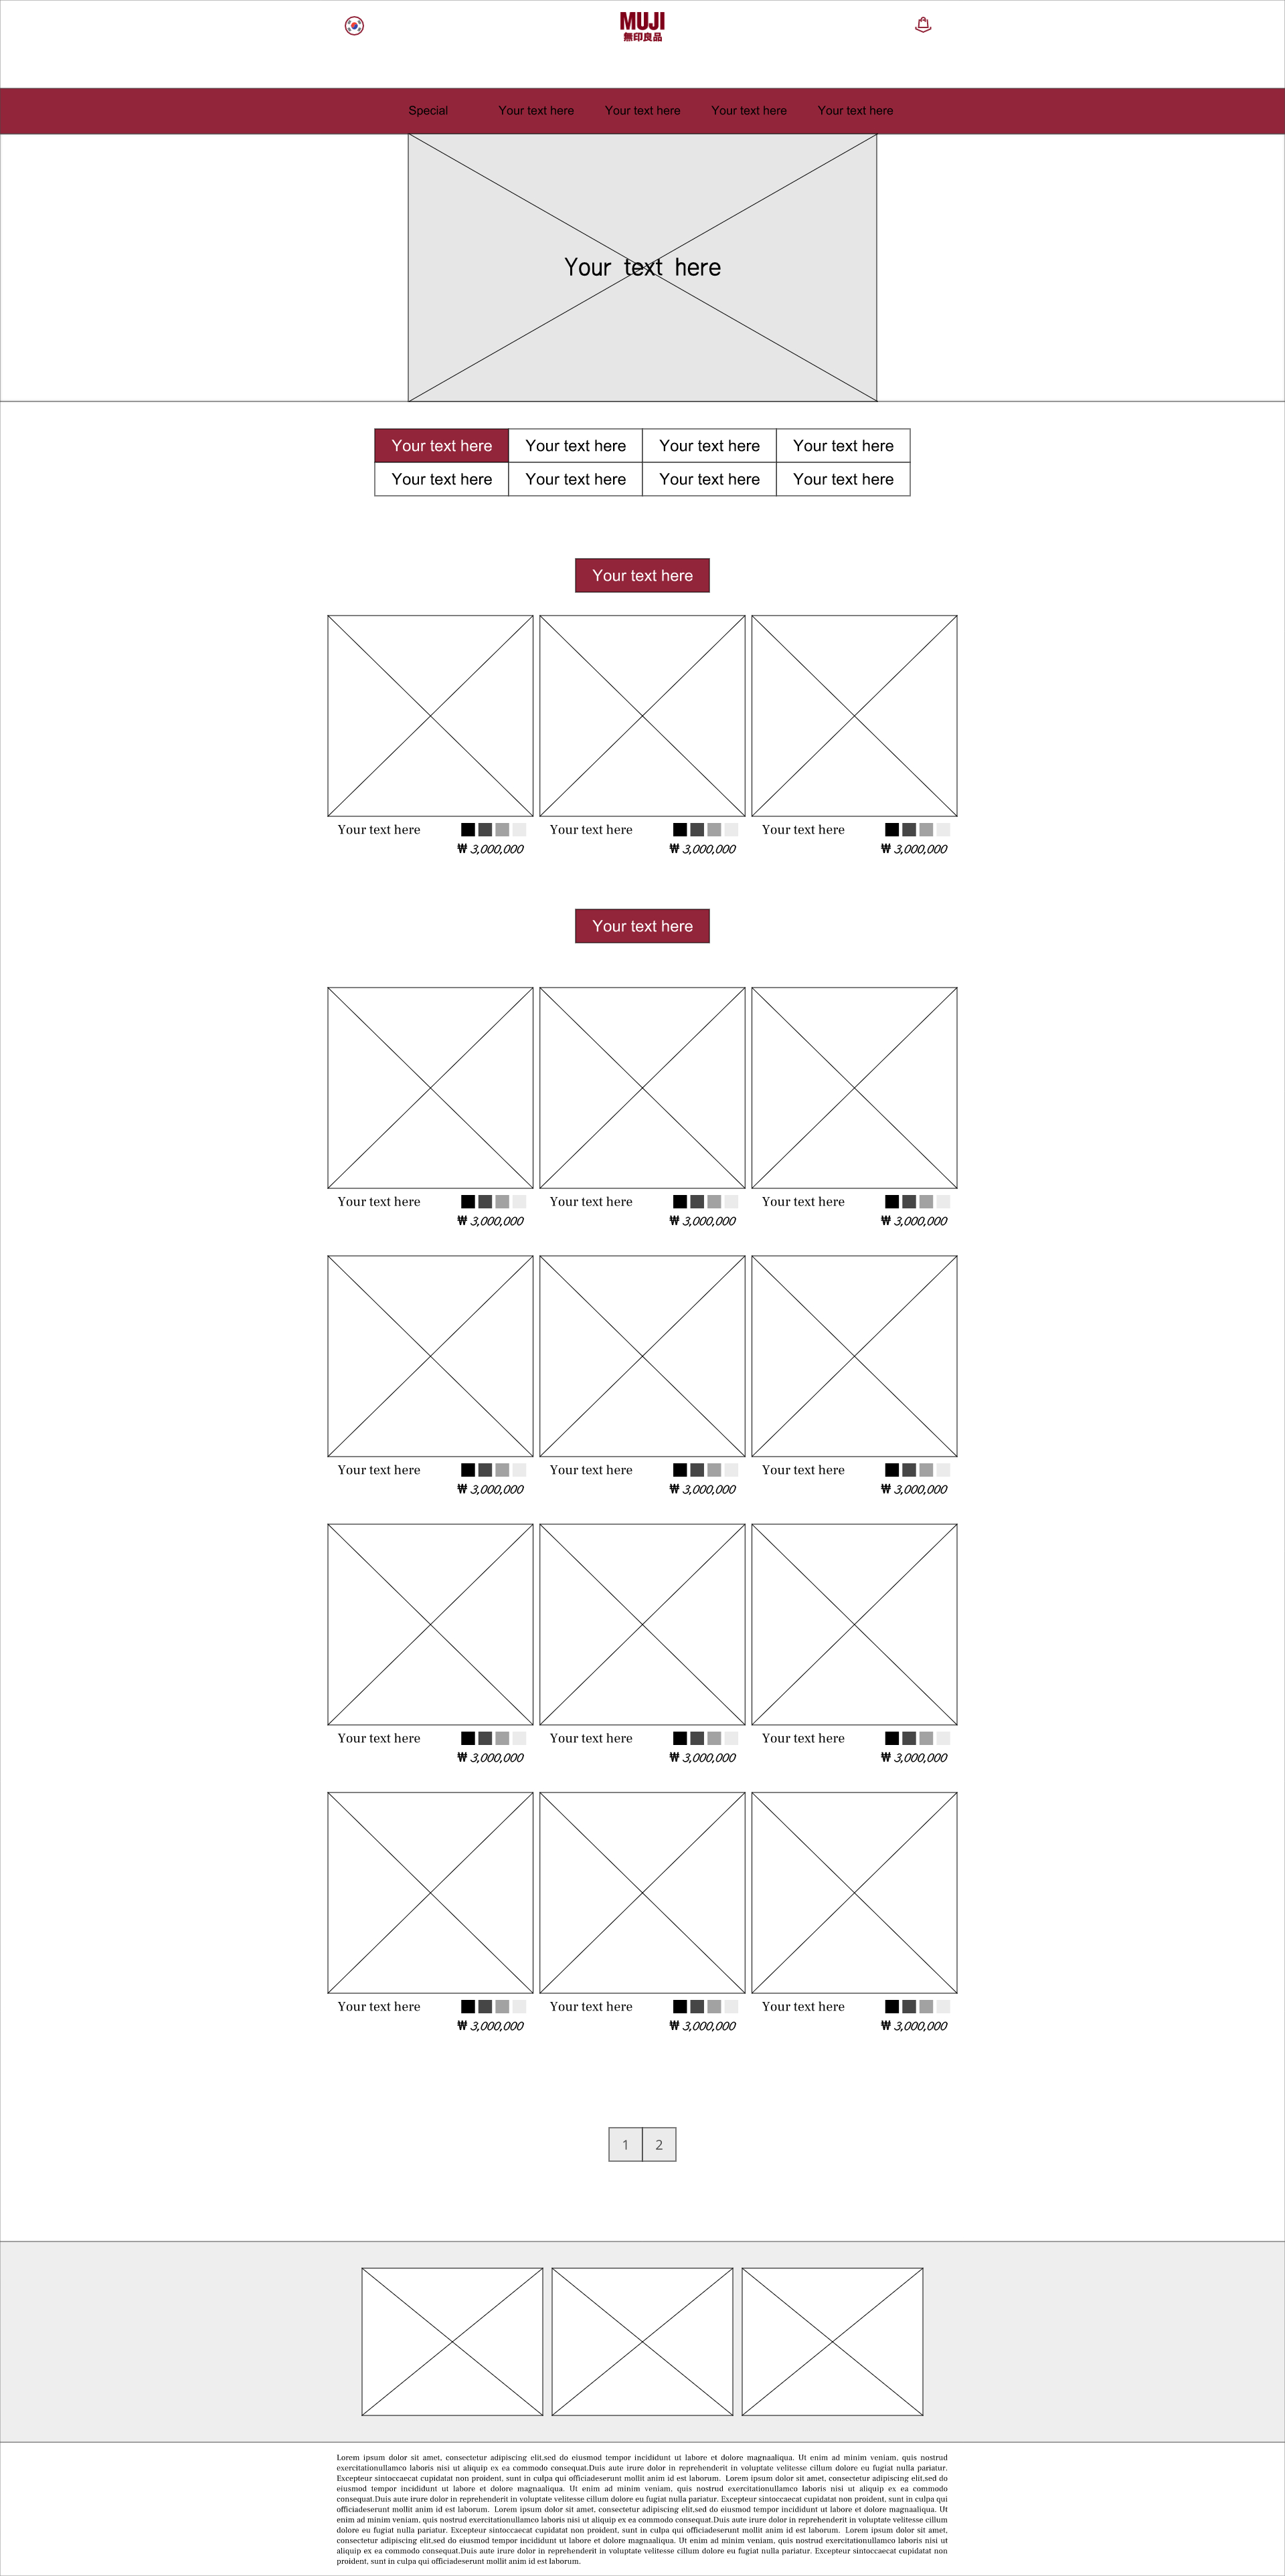 MUJI
無印良品
Special Your text here Your text here Your text here Your text here
Your text here
Your text here Your text here Your text here Your text here
Your text here Your text here Your text here Your text here
Your text here
Your text here Your text here Your text here
₩ 3,000,000 ₩ 3,000,000 ₩ 3,000,000
Your text here
Your text here Your text here Your text here
₩ 3,000,000 ₩ 3,000,000 ₩ 3,000,000
Your text here Your text here Your text here
₩ 3,000,000 ₩ 3,000,000 ₩ 3,000,000
Your text here Your text here Your text here
₩ 3,000,000 ₩ 3,000,000 ₩ 3,000,000
Your text here Your text here Your text here
₩ 3,000,000 ₩ 3,000,000 ₩ 3,000,000
1 2
Lorem ipsum dolor sit amet, consectetur adipiscing elit,sed do eiusmod tempor incididunt ut labore et dolore magnaaliqua. Ut enim ad minim veniam, quis nostrud
exercitationullamco laboris nisi ut aliquip ex ea commodo consequat.Duis aute irure dolor in reprehenderit in voluptate velitesse cillum dolore eu fugiat nulla pariatur.
Excepteur sintoccaecat cupidatat non proident, sunt in culpa qui officiadeserunt mollit anim id est laborum. Lorem ipsum dolor sit amet, consectetur adipiscing elit,sed do
eiusmod tempor incididunt ut labore et dolore magnaaliqua. Ut enim ad minim veniam, quis nostrud exercitationullamco laboris nisi ut aliquip ex ea commodo
consequat.Duis aute irure dolor in reprehenderit in voluptate velitesse cillum dolore eu fugiat nulla pariatur. Excepteur sintoccaecat cupidatat non proident, sunt in culpa qui
officiadeserunt mollit anim id est laborum. Lorem ipsum dolor sit amet, consectetur adipiscing elit,sed do eiusmod tempor incididunt ut labore et dolore magnaaliqua. Ut
enim ad minim veniam, quis nostrud exercitationullamco laboris nisi ut aliquip ex ea commodo consequat.Duis aute irure dolor in reprehenderit in voluptate velitesse cillum
dolore eu fugiat nulla pariatur. Excepteur sintoccaecat cupidatat non proident, sunt in culpa qui officiadeserunt mollit anim id est laborum. Lorem ipsum dolor sit amet,
consectetur adipiscing elit,sed do eiusmod tempor incididunt ut labore et dolore magnaaliqua. Ut enim ad minim veniam, quis nostrud exercitationullamco laboris nisi ut
aliquip ex ea commodo consequat.Duis aute irure dolor in reprehenderit in voluptate velitesse cillum dolore eu fugiat nulla pariatur. Excepteur sintoccaecat cupidatat non
proident, sunt in culpa qui officiadeserunt mollit anim id est laborum.